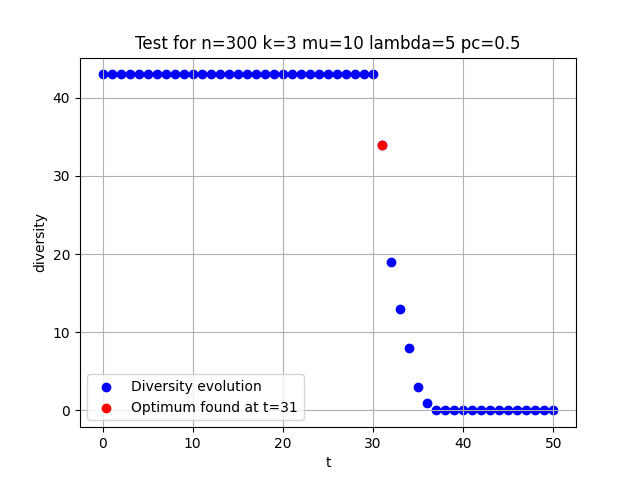 Test for n=300 k=3 mu=10 lambda=5 pc=0.5
diversity
40
30
20
10
0
Diversity evolution
Optimum found at t=31
0 10 20 30 40 50
t